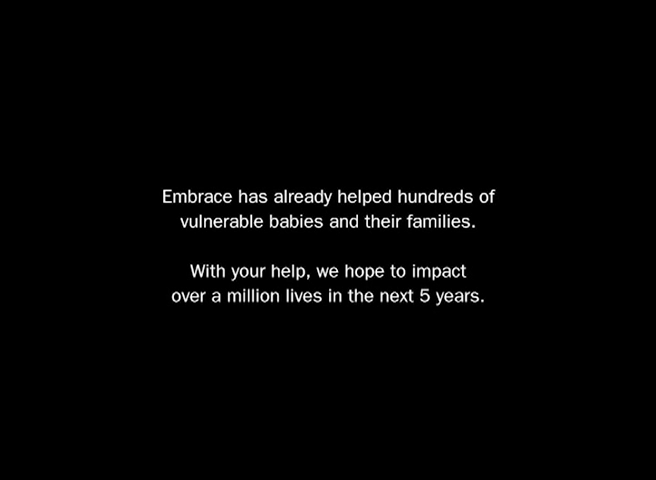 Embrace has already helped hundreds of
vulnerable babies and their families.
With your help, we hope to impact
over a million lives in the next 5 years.